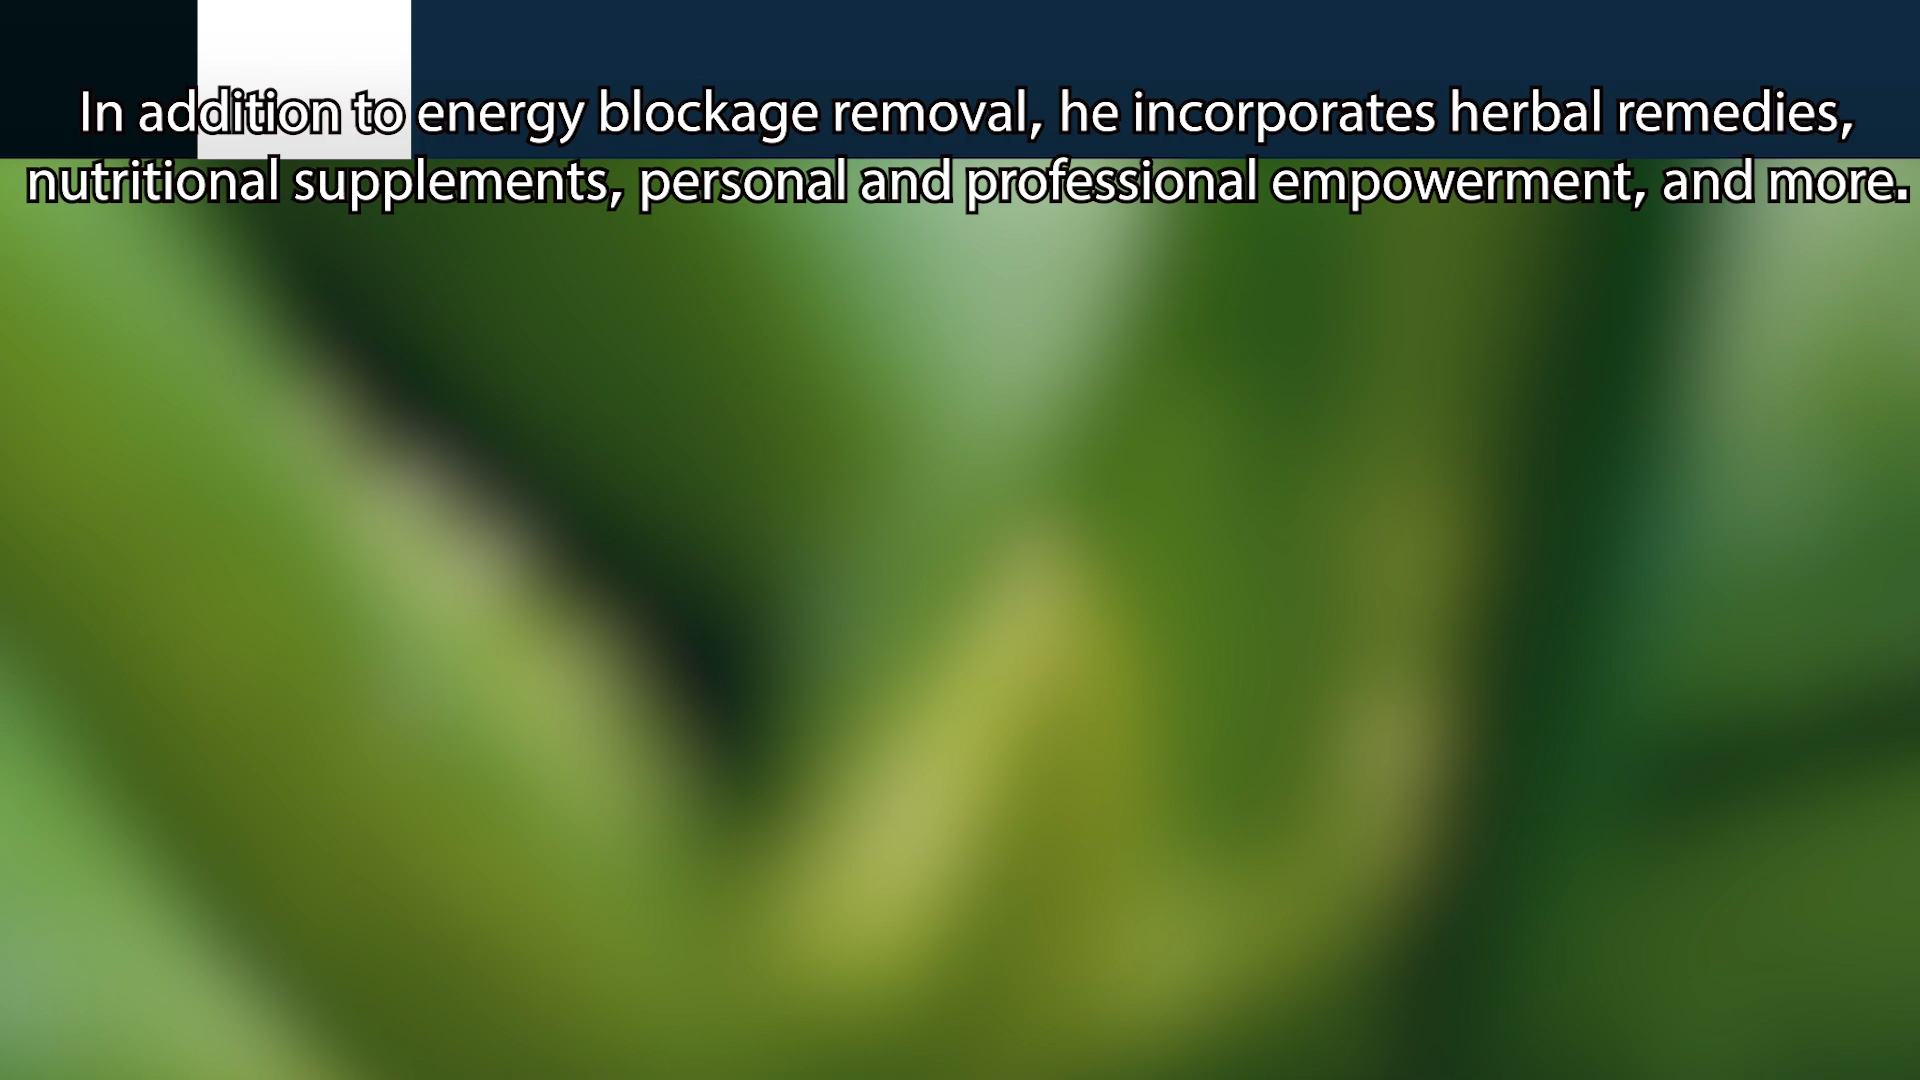 In addition to energy blockage removal, he incorporates herbal remedies,
nutritional supplements, personal and professional empowerment, and more.